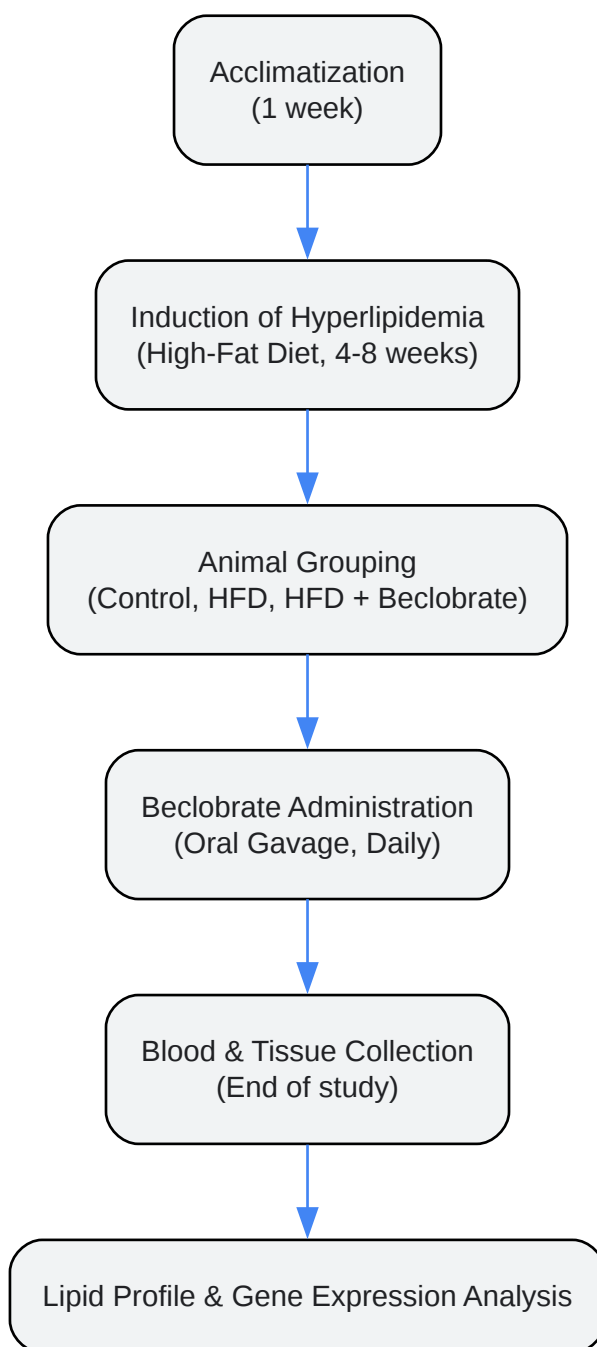 Acclimatization
(1 week)
Induction of Hyperlipidemia
(High-Fat Diet, 4-8 weeks)
Animal Grouping
(Control, HFD, HFD + Beclobrate)
Beclobrate Administration
(Oral Gavage, Daily)
Blood & Tissue Collection
(End of study)
Lipid Profile & Gene Expression Analysis